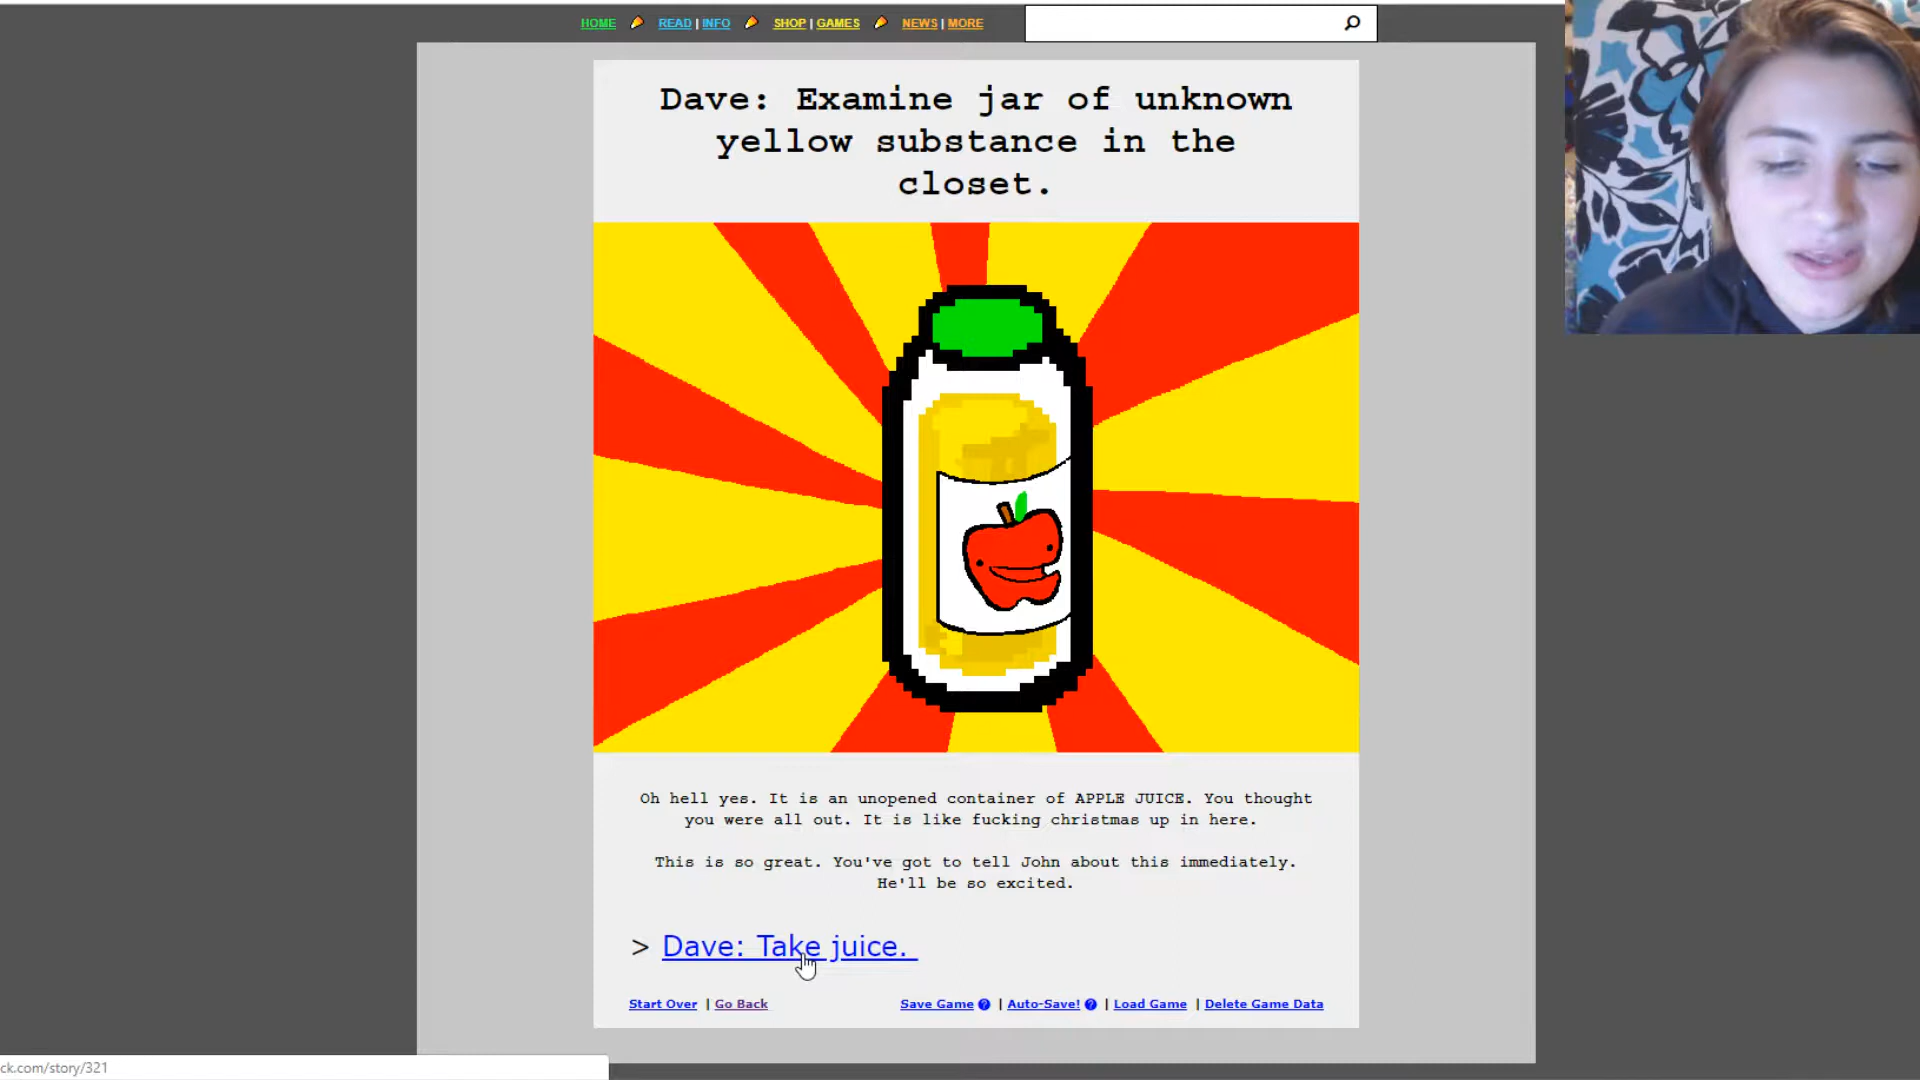 HOME READ | INFO SHOP | GAMES NEWS | MORE
Dave: Examine jar of unknown
yellow substance in the
closet.
Oh hell yes. It is an unopened container of APPLE JUICE. You thought
you were all out. It is like fucking christmas up in here.
This is so great. You've got to tell John about this immediately.
He'll be so excited.
> Dave: Take juice.
Start Over | Go Back Save Game ? | Auto-Save! ? | Load Game | Delete Game Data
ck.com/story/321